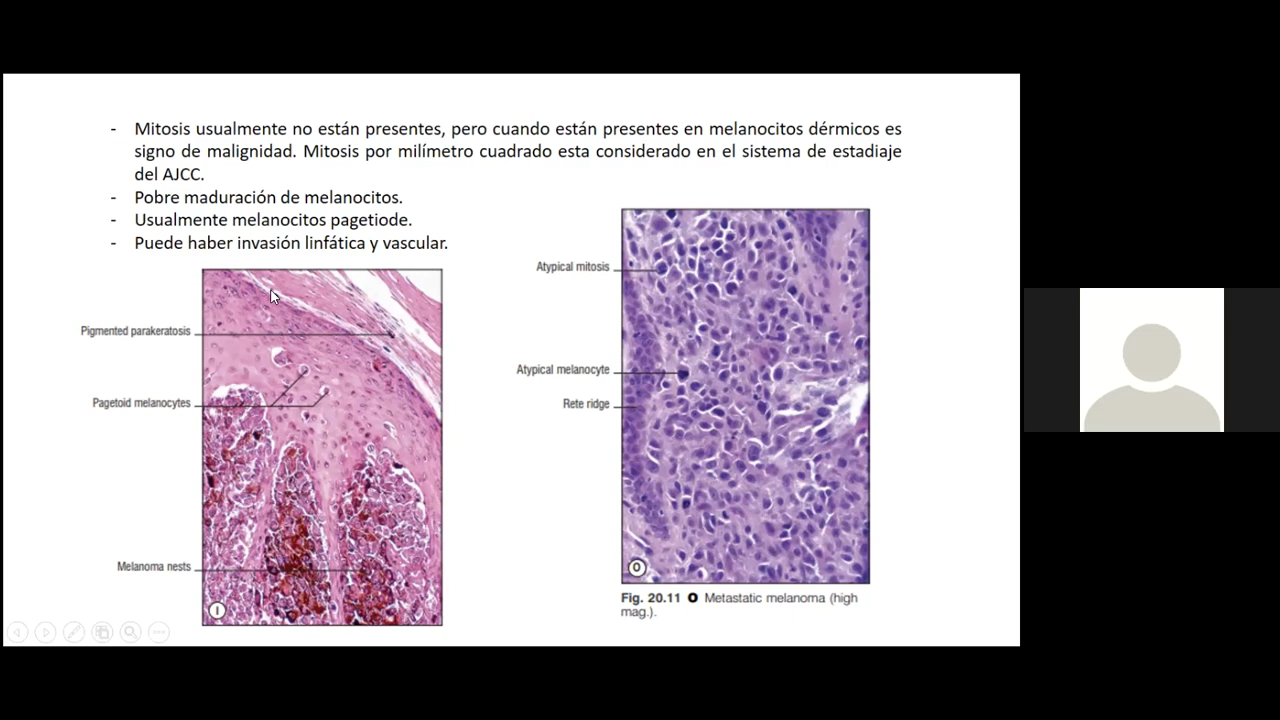 - Mitosis usualmente no están presentes, pero cuando están presentes en melanocitos dérmicos es
signo de malignidad. Mitosis por milímetro cuadrado esta considerado en el sistema de estadiaje
del AJCC.
- Pobre maduración de melanocitos.
- Usualmente melanocitos pagetiode.
- Puede haber invasión linfática y vascular.
Pigmented parakeratosis
Pagetoid melanocytes
Melanoma nests
I
Atypical mitosis
Atypical melanocyte
Rete ridge
O
Fig. 20.11 O Metastatic melanoma (high
mag.).